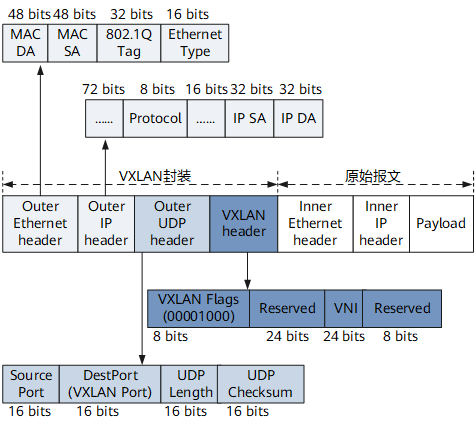 48 bits 48 bits 32 bits 16 bits
MAC DA
MAC SA
802.1Q Tag
Ethernet Type
72 bits 8 bits 16 bits 32 bits 32 bits
......
Protocol
......
IP SA
IP DA
VXLAN封装
原始报文
Outer Ethernet header
Outer IP header
Outer UDP header
VXLAN header
Inner Ethernet header
Inner IP header
Payload
VXLAN Flags (00001000)
Reserved
VNI
Reserved
8 bits 24 bits 24 bits 8 bits
Source Port
DestPort (VXLAN Port)
UDP Length
UDP Checksum
16 bits 16 bits 16 bits 16 bits